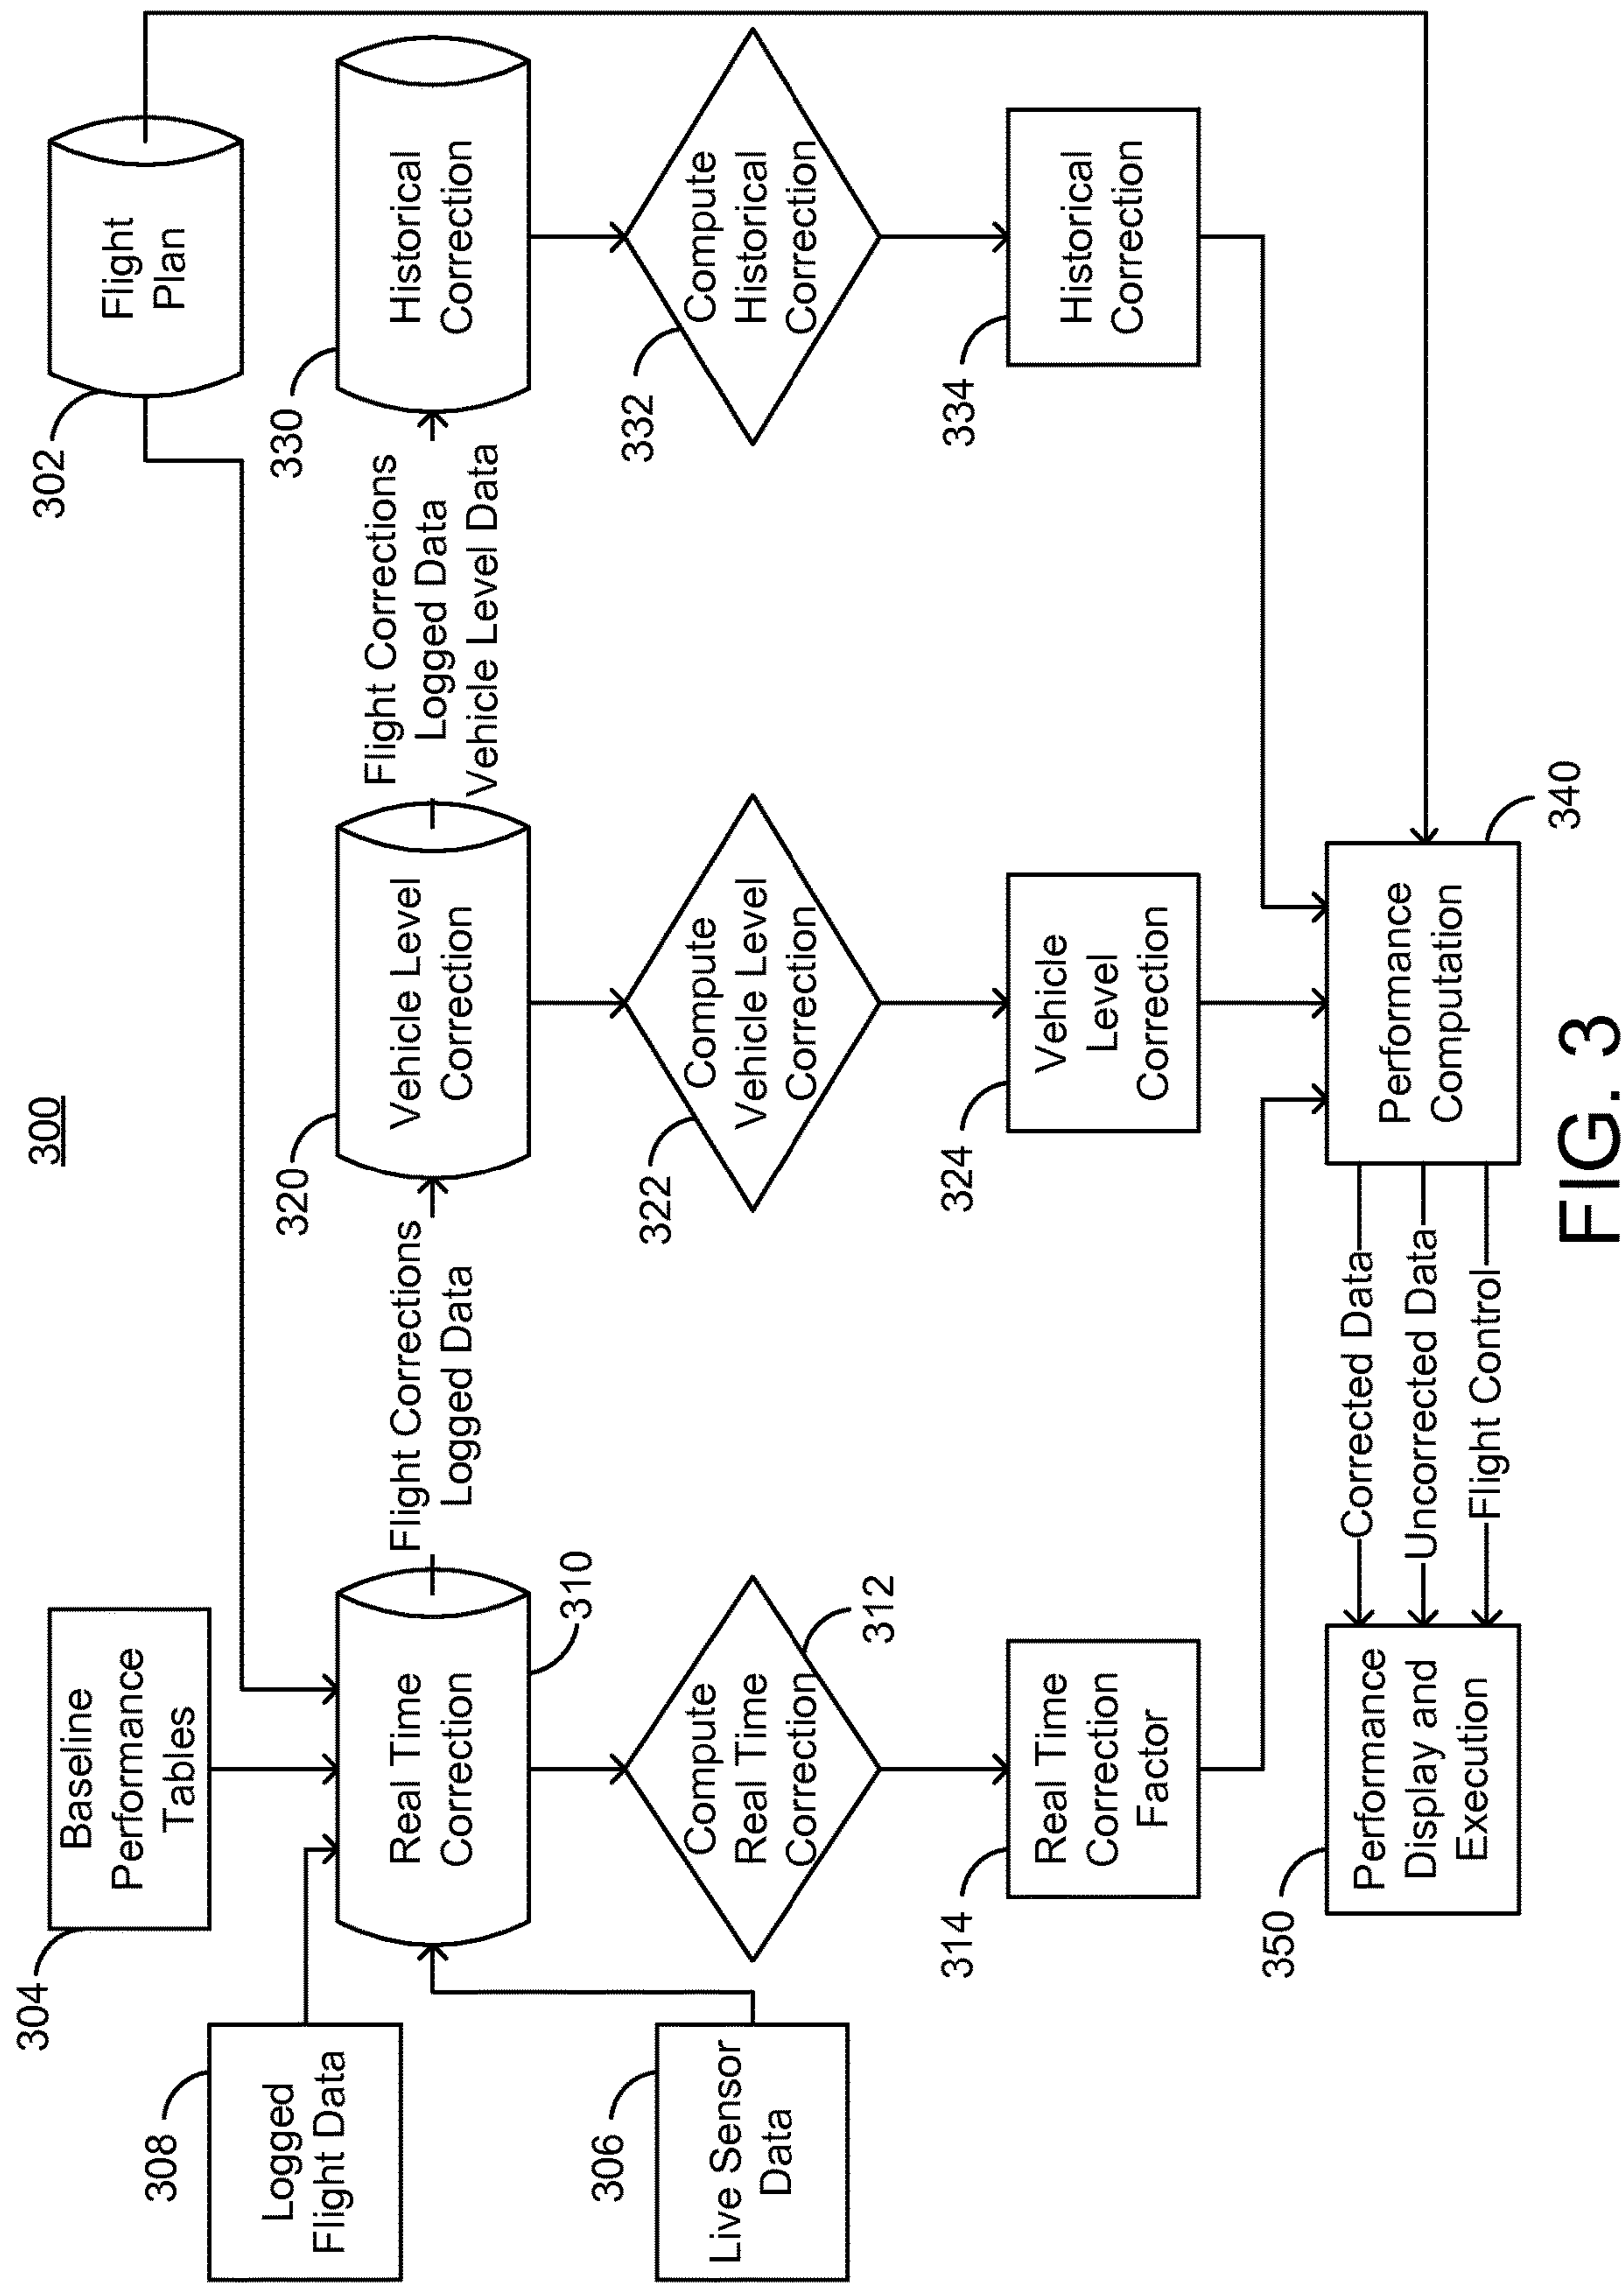 300
302
Flight
Plan
304
Baseline
Performance
Tables
308
Logged
Flight Data
306
Live Sensor
Data
310
Real Time
Correction
Flight Corrections
Logged Data
320
Vehicle Level
Correction
Flight Corrections
Logged Data
Vehicle Level Data
330
Historical
Correction
312
Compute
Real Time
Correction
322
Compute
Vehicle Level
Correction
332
Compute
Historical
Correction
314
Real Time
Correction
Factor
324
Vehicle
Level
Correction
334
Historical
Correction
350
Performance
Display and
Execution
Corrected Data
Uncorrected Data
Flight Control
340
Performance
Computation
FIG. 3